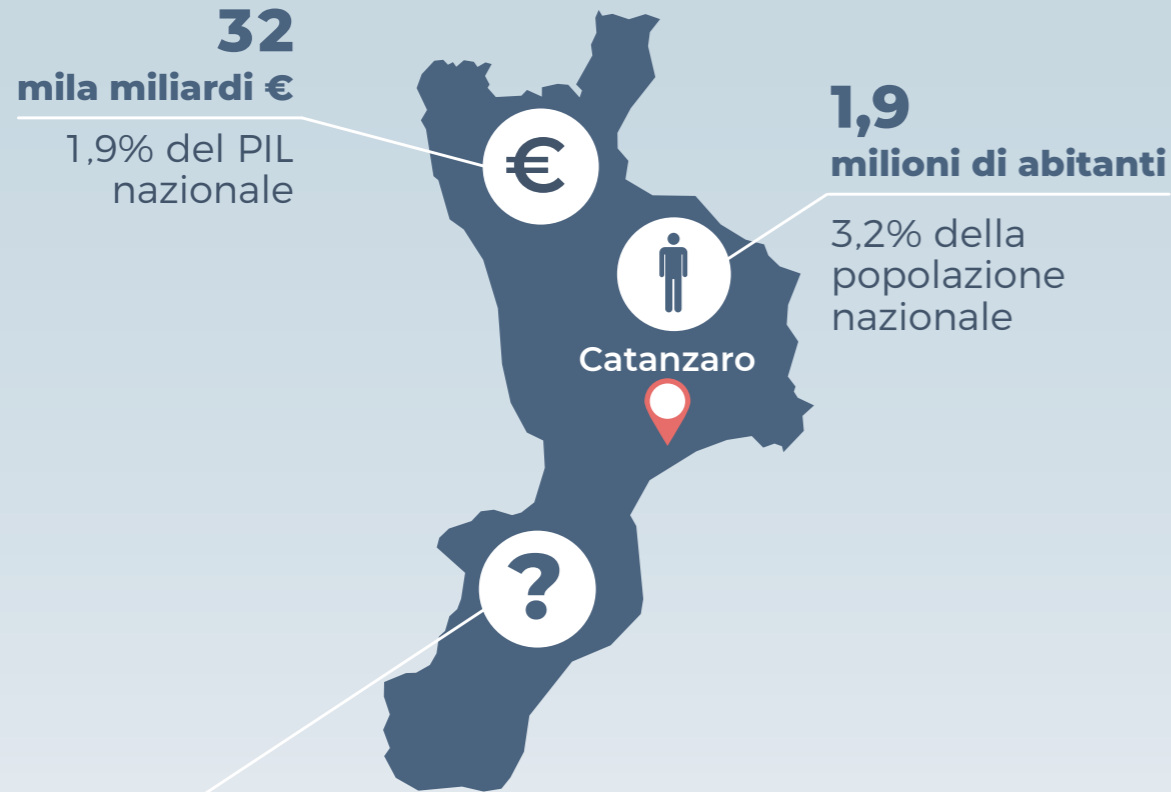 32
mila miliardi €
1,9% del PIL
nazionale
€
1,9
milioni di abitanti
3,2% della
popolazione
nazionale
Catanzaro
?